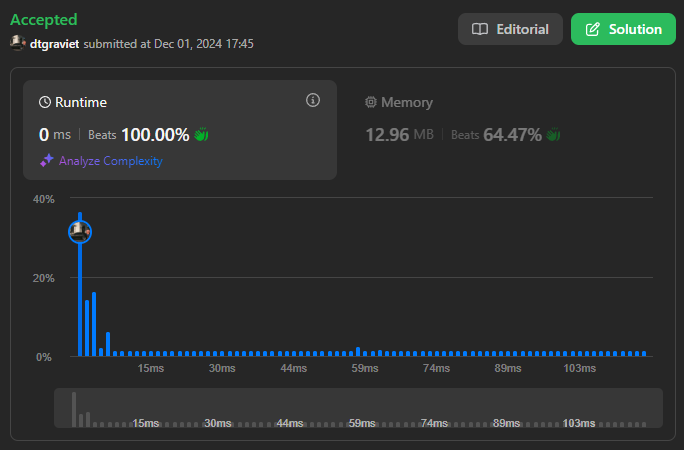 Accepted
Editorial
Solution
dtgraviet submitted at Dec 01, 2024 17:45
Runtime
Memory
0 ms Beats 100.00%
12.96 MB Beats 64.47%
Analyze Complexity
40%
20%
0%
15ms 30ms 44ms 59ms 74ms 89ms 103ms
15ms 30ms 44ms 59ms 74ms 89ms 103ms